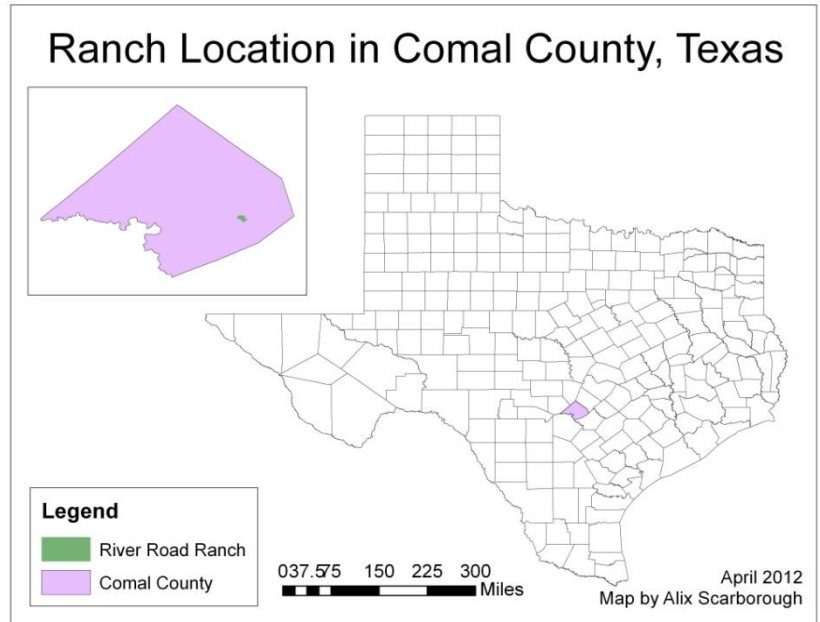 Ranch Location in Comal County, Texas
Legend
River Road Ranch
Comal County
037.575 150 225 300
Miles
April 2012
Map by Alix Scarborough